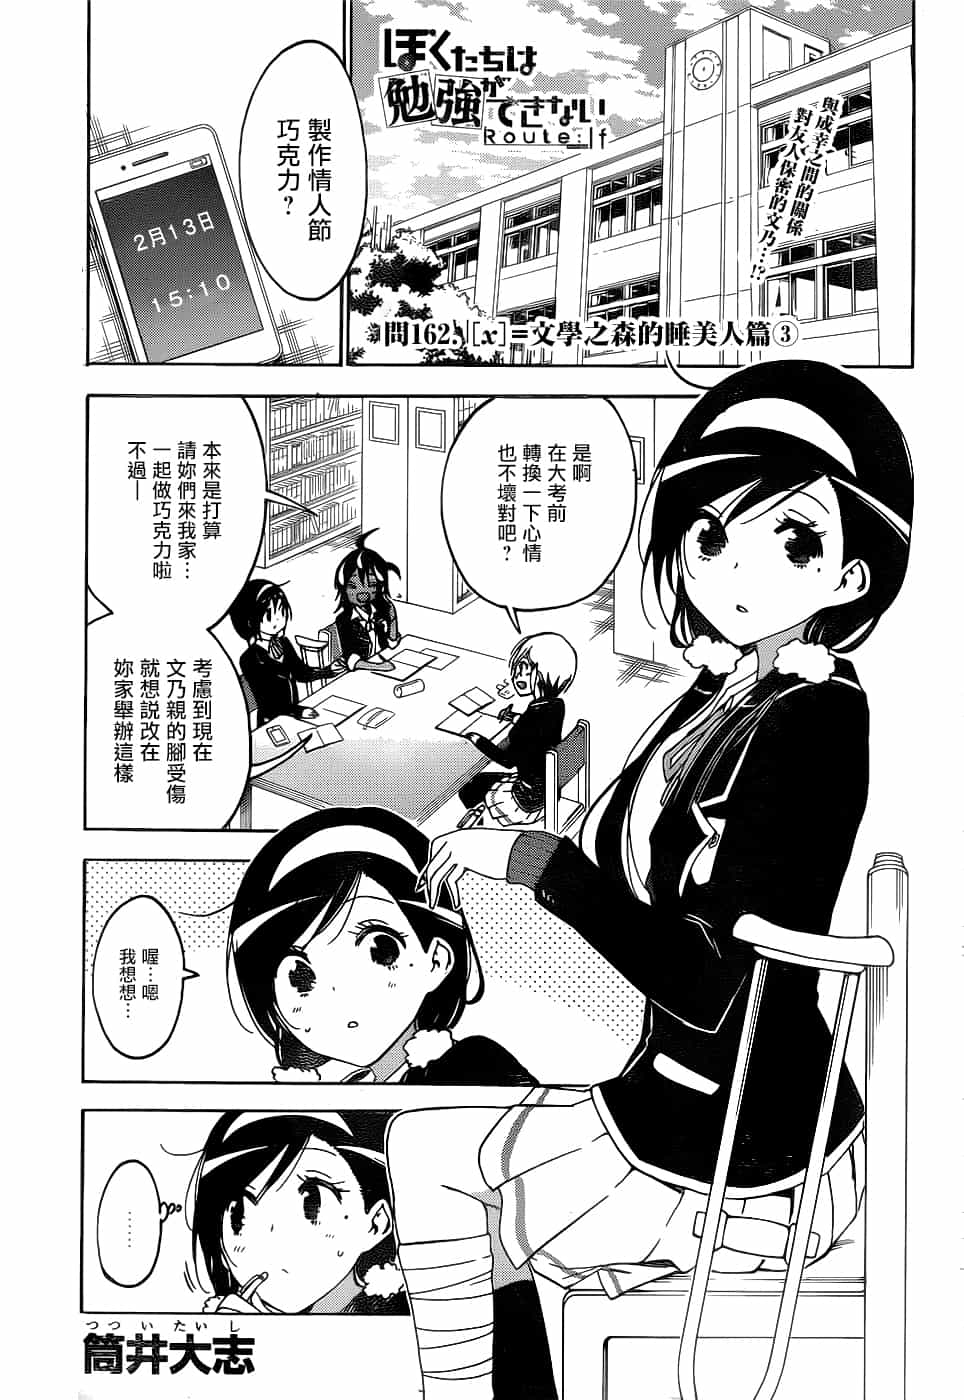 ぼくたちは
勉強ができない
Route:If
與成幸之間的關係
對友人保密的文乃…!?
問162、[x]=文學之森的睡美人篇③
製作情人節
巧克力?
2月13日
15:10
是啊
在大考前
轉換一下心情
也不壞對吧?
本來是打算
請妳們來我家…
一起做巧克力啦
不過—
考慮到現在
文乃親的腳受傷
就想說改在
妳家舉辦這樣
喔…嗯
我想想…
……
つついたいし
筒井大志